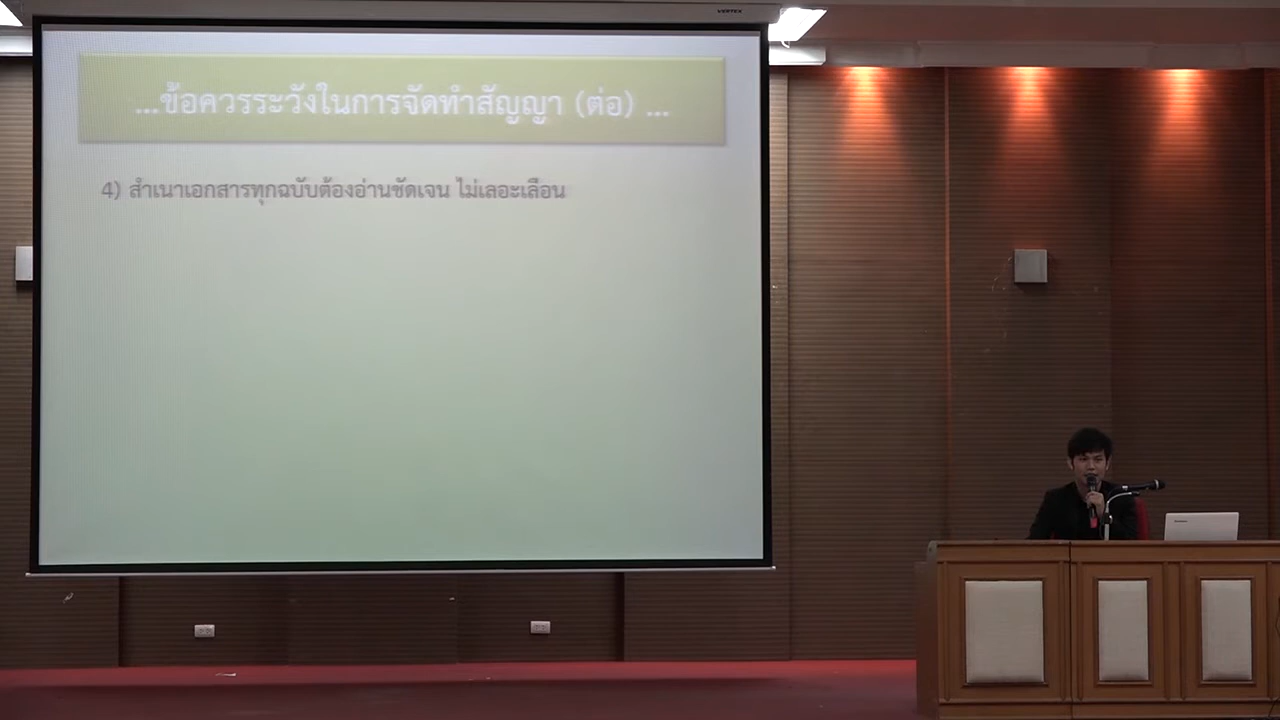 VERTEX
...ข้อควรระวังในการจัดทำสัญญา (ต่อ) ...
4) สำเนาเอกสารทุกฉบับต้องอ่านชัดเจน ไม่เลอะเลือน